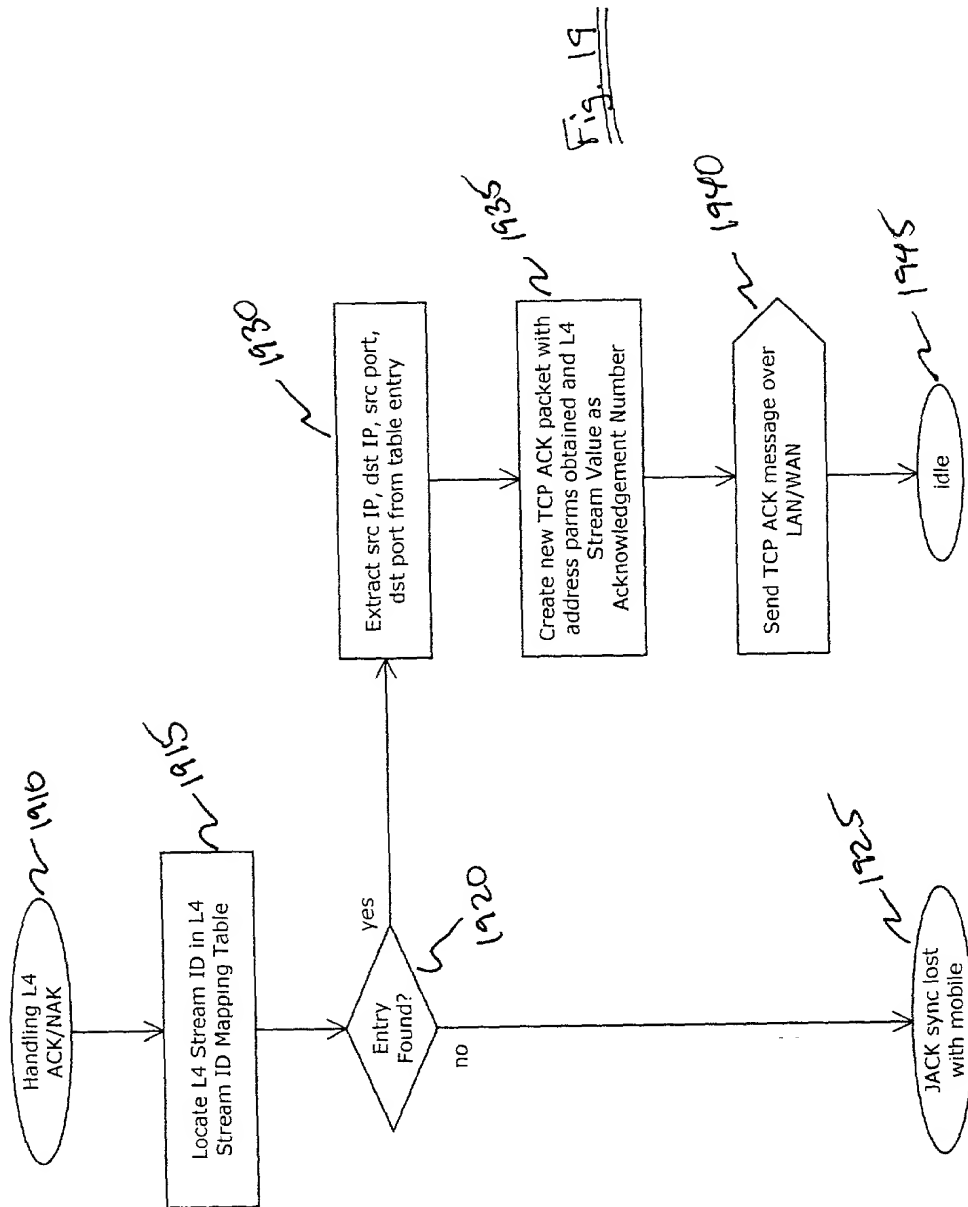 Handling L4
ACK/NAK
1910
Locate L4 Stream ID in L4
Stream ID Mapping Table
1915
Entry
Found?
1920
yes
no
JACK sync lost
with mobile
1925
Extract src IP, dst IP, src port,
dst port from table entry
1930
Create new TCP ACK packet with
address parms obtained and L4
Stream Value as
Acknowledgement Number
1935
Send TCP ACK message over
LAN/WAN
1940
idle
1945
Fig. 19